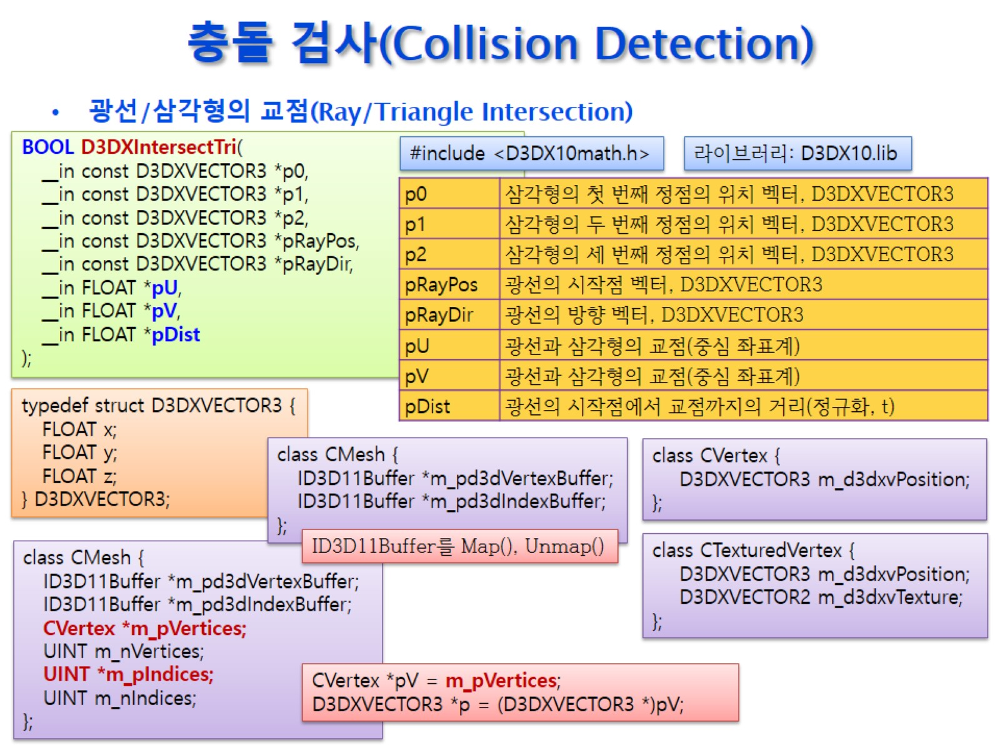 충돌 검사(Collision Detection)
• 광선/삼각형의 교점(Ray/Triangle Intersection)
BOOL D3DXIntersectTri(
__in const D3DXVECTOR3 *p0,
__in const D3DXVECTOR3 *p1,
__in const D3DXVECTOR3 *p2,
__in const D3DXVECTOR3 *pRayPos,
__in const D3DXVECTOR3 *pRayDir,
__in FLOAT *pU,
__in FLOAT *pV,
__in FLOAT *pDist
);
#include <D3DX10math.h>
라이브러리: D3DX10.lib
p0 삼각형의 첫 번째 정점의 위치 벡터, D3DXVECTOR3
p1 삼각형의 두 번째 정점의 위치 벡터, D3DXVECTOR3
p2 삼각형의 세 번째 정점의 위치 벡터, D3DXVECTOR3
pRayPos 광선의 시작점 벡터, D3DXVECTOR3
pRayDir 광선의 방향 벡터, D3DXVECTOR3
pU 광선과 삼각형의 교점(중심 좌표계)
pV 광선과 삼각형의 교점(중심 좌표계)
pDist 광선의 시작점에서 교점까지의 거리(정규화, t)
typedef struct D3DXVECTOR3 {
FLOAT x;
FLOAT y;
FLOAT z;
} D3DXVECTOR3;
class CMesh {
ID3D11Buffer *m_pd3dVertexBuffer;
ID3D11Buffer *m_pd3dIndexBuffer;
};
ID3D11Buffer를 Map(), Unmap()
class CVertex {
D3DXVECTOR3 m_d3dxvPosition;
};
class CTexturedVertex {
D3DXVECTOR3 m_d3dxvPosition;
D3DXVECTOR2 m_d3dxvTexture;
};
class CMesh {
ID3D11Buffer *m_pd3dVertexBuffer;
ID3D11Buffer *m_pd3dIndexBuffer;
CVertex *m_pVertices;
UINT m_nVertices;
UINT *m_pIndices;
UINT m_nIndices;
};
CVertex *pV = m_pVertices;
D3DXVECTOR3 *p = (D3DXVECTOR3 *)pV;